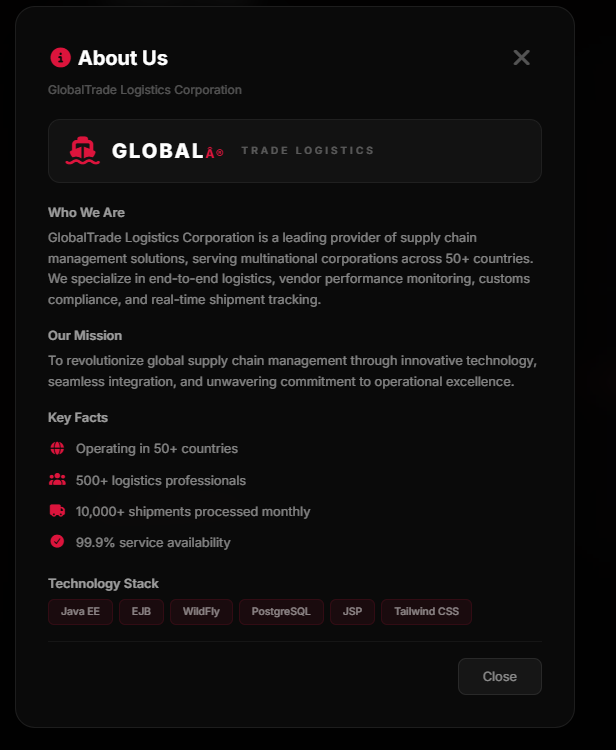 About Us
GlobalTrade Logistics Corporation
GLOBALÂ® TRADE LOGISTICS
Who We Are
GlobalTrade Logistics Corporation is a leading provider of supply chain
management solutions, serving multinational corporations across 50+ countries.
We specialize in end-to-end logistics, vendor performance monitoring, customs
compliance, and real-time shipment tracking.
Our Mission
To revolutionize global supply chain management through innovative technology,
seamless integration, and unwavering commitment to operational excellence.
Key Facts
Operating in 50+ countries
500+ logistics professionals
10,000+ shipments processed monthly
99.9% service availability
Technology Stack
Java EE EJB WildFly PostgreSQL JSP Tailwind CSS
Close